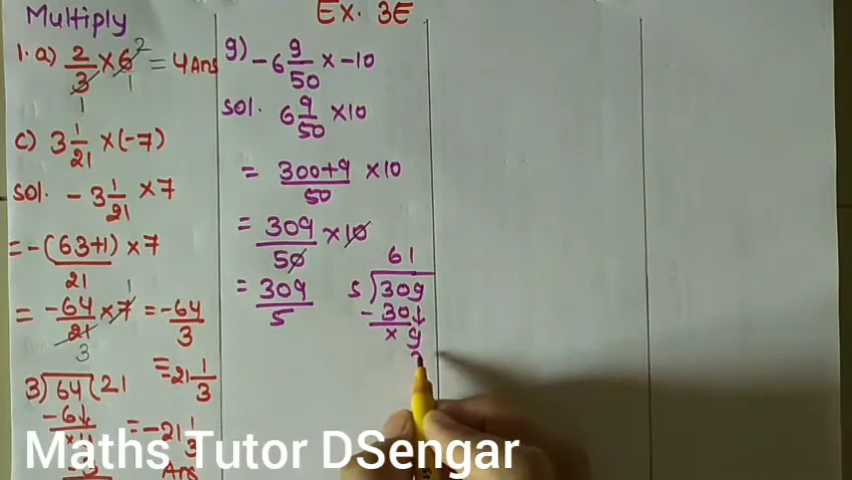 Multiply
Ex. 3E
1. a) 2/3 × 6 = 4 Ans
2
1
1
c) 3 1/21 × (-7)
Sol. - 3 1/21 × 7
= - (63+1)/21 × 7
= -64/21 × 7 = -64/3
1
3
= 21 1/3
3) 64 ( 21
-6↓
= -21 1/3
Ans
g) -6 9/50 × -10
Sol. 6 9/50 × 10
= 300+9/50 × 10
= 309/50 × 10
= 309/5
61
5 ) 309
- 30↓
× 9
Maths Tutor DSengar